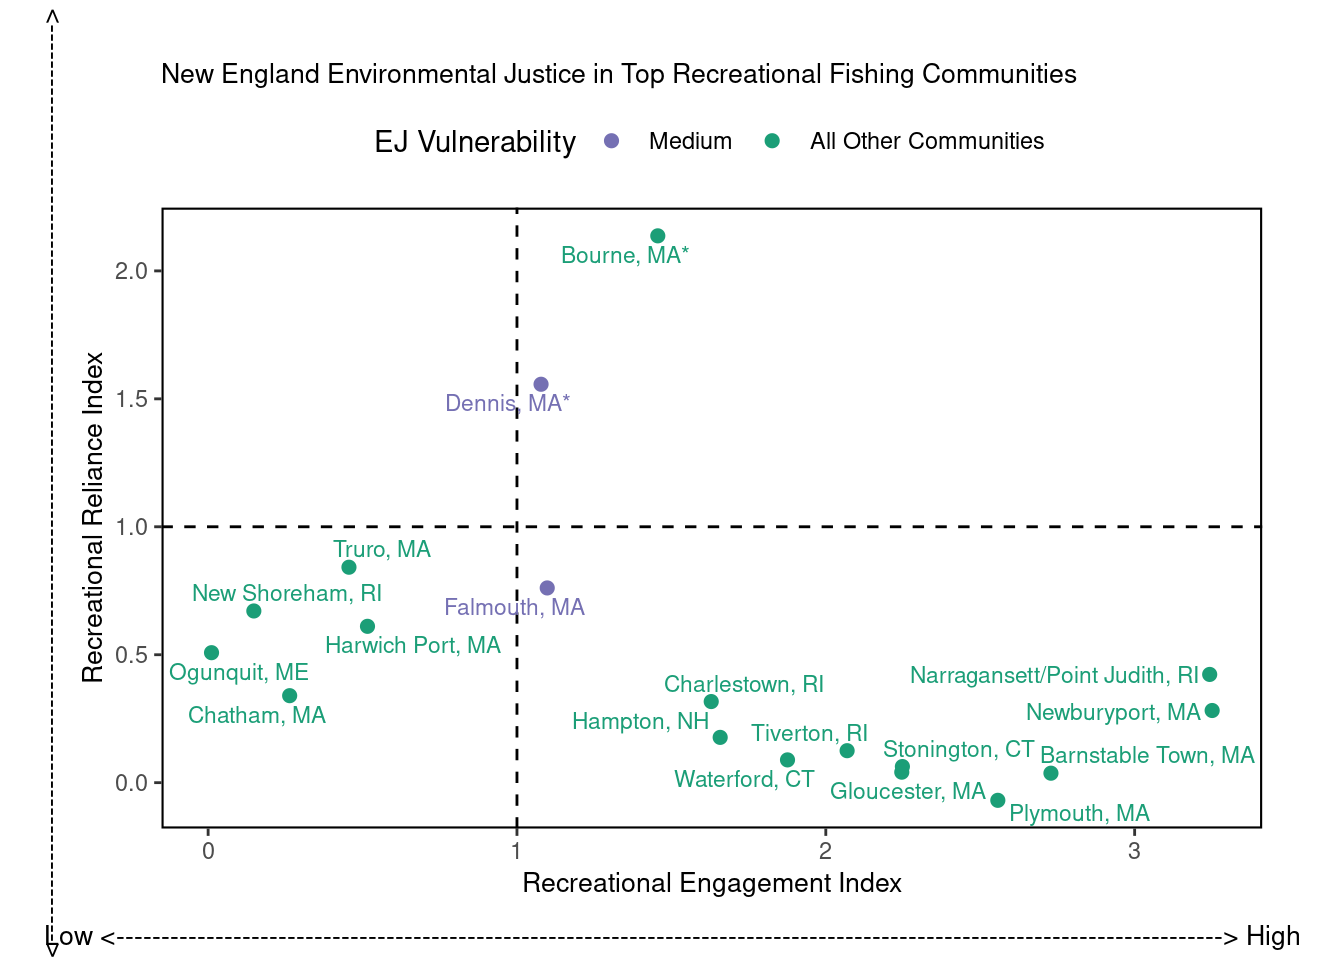 New England Environmental Justice in Top Recreational Fishing Communities
EJ Vulnerability Medium All Other Communities
Recreational Reliance Index
2.0
1.5
1.0
0.5
0.0
Bourne, MA*
Dennis, MA*
Truro, MA
New Shoreham, RI
Falmouth, MA
Harwich Port, MA
Ogunquit, ME
Chatham, MA
Narragansett/Point Judith, RI
Charlestown, RI
Newburyport, MA
Hampton, NH
Tiverton, RI
Stonington, CT
Barnstable Town, MA
Waterford, CT
Gloucester, MA
Plymouth, MA
0 1 2 3
Recreational Engagement Index
Low <---> High